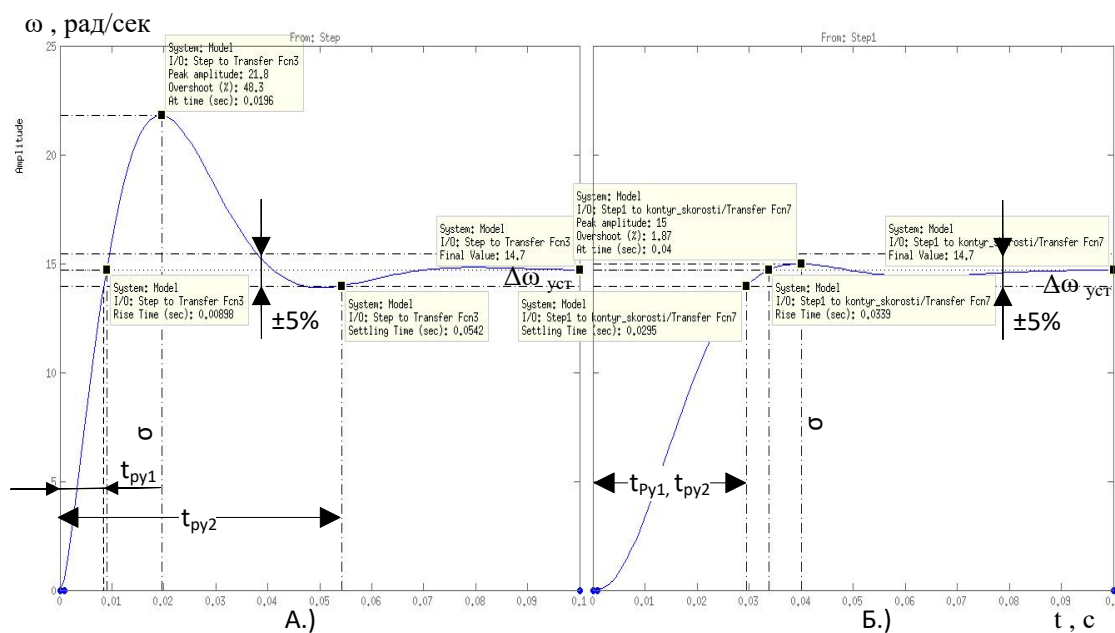 ω , рад/сек
From: Step
From: Step1
Amplitude
25
20
15
10
5
0
System: Model
I/O: Step to Transfer Fcn3
Peak amplitude: 21.8
Overshoot (%): 48.3
At time (sec): 0.0196
System: Model
I/O: Step to Transfer Fcn3
Final Value: 14.7
System: Model
I/O: Step to Transfer Fcn3
Rise Time (sec): 0.00898
System: Model
I/O: Step to Transfer Fcn3
Settling Time (sec): 0.0542
±5%
Δω уст
σ
tру1
tру2
0 0.01 0.02 0.03 0.04 0.05 0.06 0.07 0.08 0.09 0.1
А.)
System: Model
I/O: Step1 to kontyr_skorosti/Transfer Fcn7
Peak amplitude: 15
Overshoot (%): 1.87
At time (sec): 0.04
System: Model
I/O: Step1 to kontyr_skorosti/Transfer Fcn7
Final Value: 14.7
System: Model
I/O: Step1 to kontyr_skorosti/Transfer Fcn7
Settling Time (sec): 0.0295
System: Model
I/O: Step1 to kontyr_skorosti/Transfer Fcn7
Rise Time (sec): 0.0339
Δω уст
±5%
σ
tРу1, tру2
0 0.01 0.02 0.03 0.04 0.05 0.06 0.07 0.08 0.09 0.
Б.)
t , с